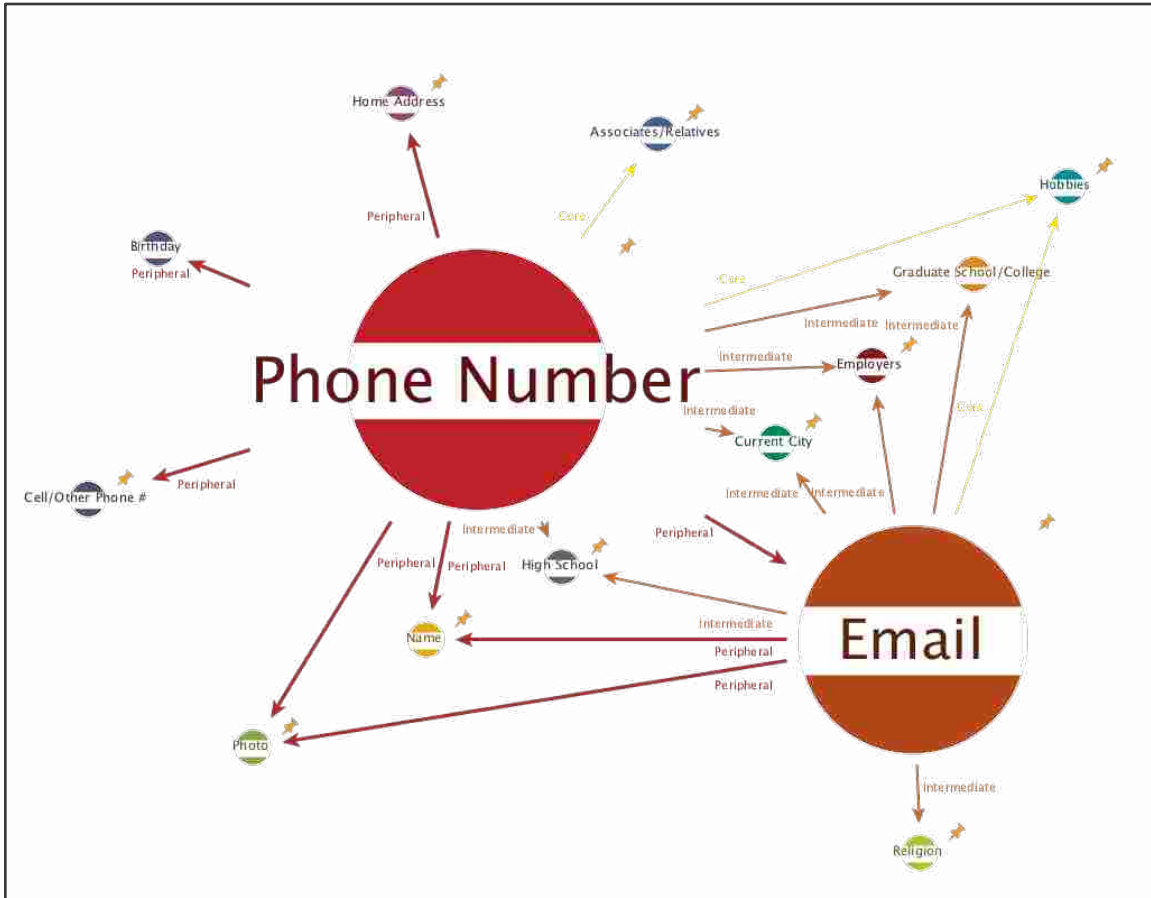 Home Address
Associates/Relatives
Hobbies
Peripheral
Core
Birthday
Peripheral
Graduate School/College
Core
Intermediate
Intermediate
Intermediate
Employers
Phone Number
Core
Intermediate
Current City
Cell/Other Phone #
Peripheral
Intermediate
Intermediate
Intermediate
Peripheral
Peripheral
Peripheral
High School
Intermediate
Name
Email
Peripheral
Peripheral
Photo
Intermediate
Religion